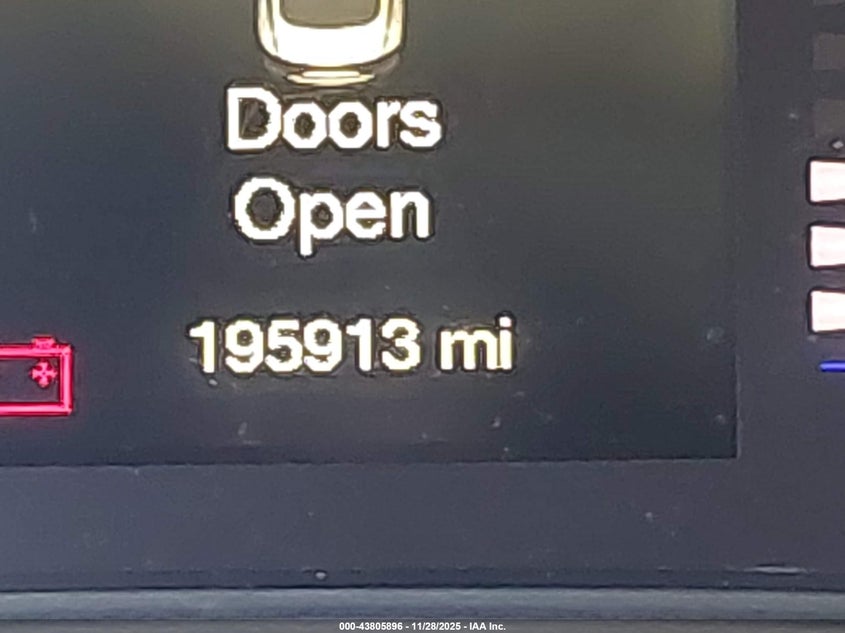 Doors
Open
195913 mi
000-43805896 - 11/28/2025 - IAA Inc.